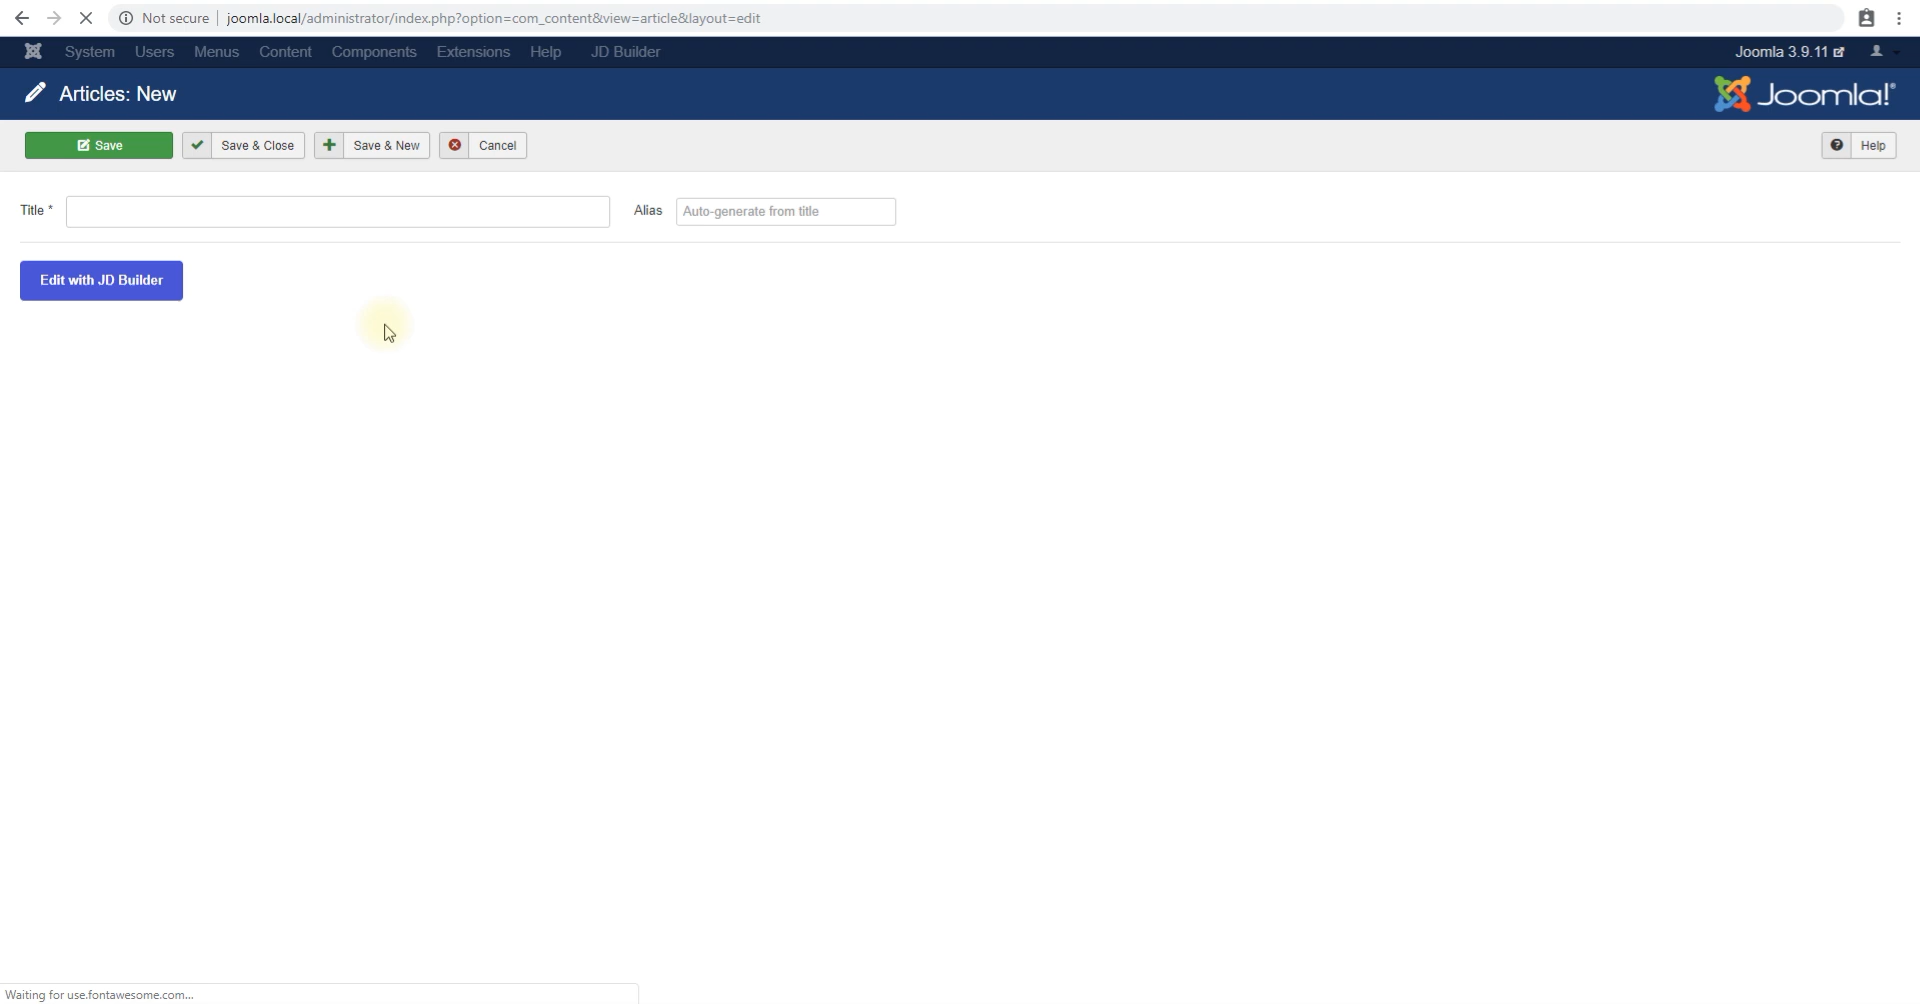 Not secure joomla.local/administrator/index.php?option=com_content&view=article&layout=edit
System Users Menus Content Components Extensions Help JD Builder Joomla 3.9.11
Articles: New Joomla!®
Save Save & Close Save & New Cancel Help
Title * Alias Auto-generate from title
Edit with JD Builder
Waiting for use.fontawesome.com...